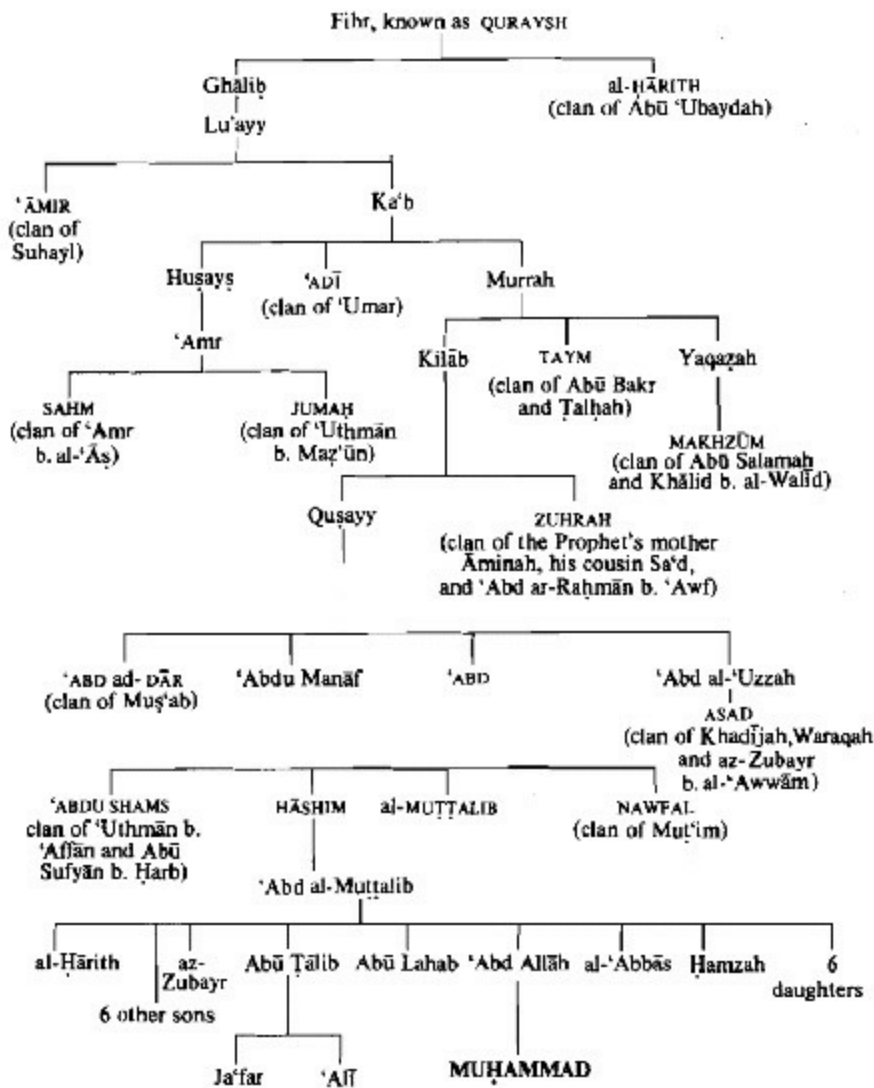 Fihr, known as QURAYSH
Ghālib
al-ḤĀRITH
(clan of Abū ‘Ubaydah)
Lu’ayy
‘ĀMIR
(clan of
Suhayl)
Ka‘b
Ḥuṣayṣ
‘ADĪ
(clan of ‘Umar)
Murrah
‘Amr
Kilāb
TAYM
(clan of Abū Bakr
and Ṭalḥah)
Yaqaẓah
SAHM
(clan of ‘Amr
b. al-‘Āṣ)
JUMAḤ
(clan of ‘Uthmān
b. Maẓ‘ūn)
MAKHZŪM
(clan of Abū Salamah
and Khālid b. al-Walīd)
Quṣayy
ZUHRAH
(clan of the Prophet's mother
Āminah, his cousin Sa‘d,
and ‘Abd ar-Raḥmān b. ‘Awf)
‘ABD ad-DĀR
(clan of Muṣ‘ab)
‘Abdu Manāf
‘ABD
‘Abd al-‘Uzzah
ASAD
(clan of Khadījah, Waraqah
and az-Zubayr
b. al-‘Awwām)
‘ABDU SHAMS
clan of ‘Uthmān b.
‘Affān and Abū
Sufyān b. Ḥarb)
HĀSHIM
al-MUṬṬALIB
NAWFAL
(clan of Muṭ‘im)
‘Abd al-Muṭṭalib
al-Ḥārith
6 other sons
az-
Zubayr
Abū Ṭālib
Abū Lahab
‘Abd Allāh
al-‘Abbās
Ḥamzah
6
daughters
Ja‘far
‘Alī
MUḤAMMAD